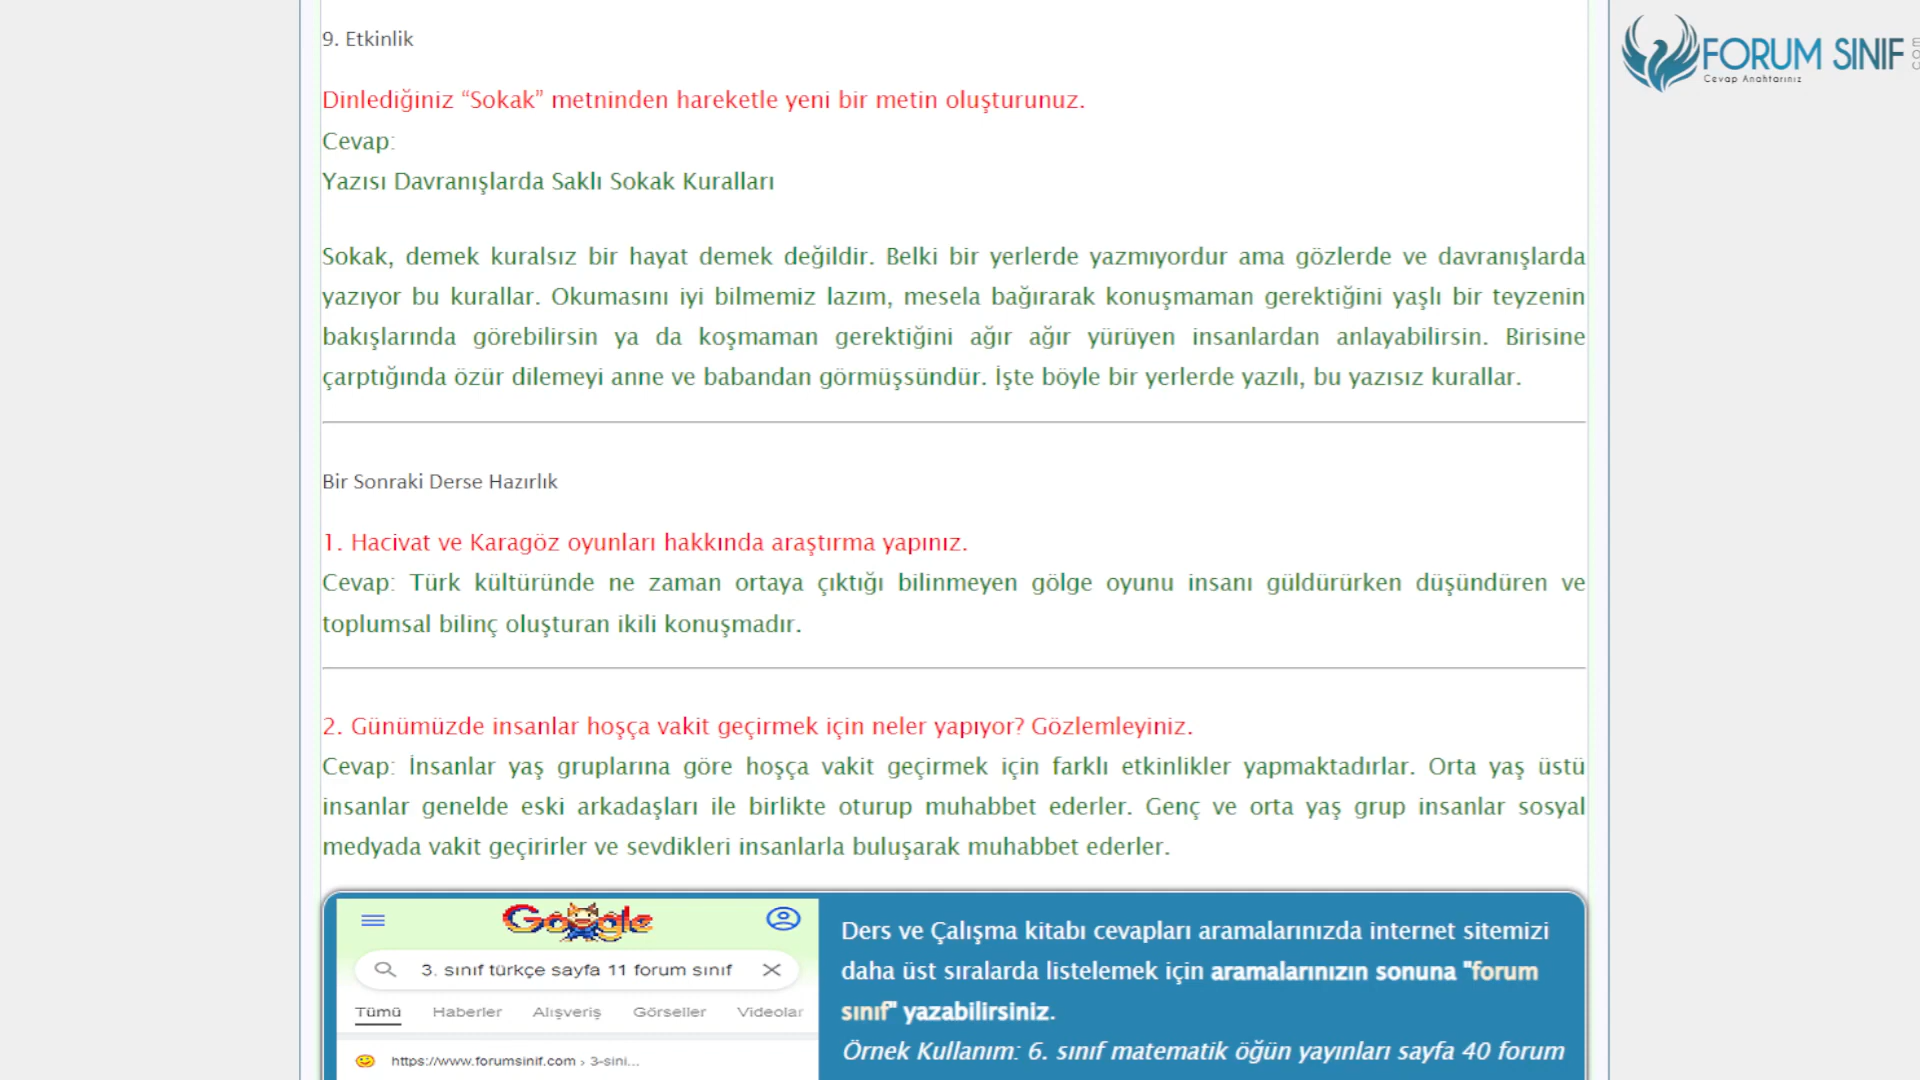 9. Etkinlik
FORUM SINIF
Cevap Anahtarınız
Dinlediğiniz “Sokak” metninden hareketle yeni bir metin oluşturunuz.
Cevap:
Yazısı Davranışlarda Saklı Sokak Kuralları
Sokak, demek kuralsız bir hayat demek değildir. Belki bir yerlerde yazmıyordur ama gözlerde ve davranışlarda
yazıyor bu kurallar. Okumasını iyi bilmemiz lazım, mesela bağırarak konuşmaman gerektiğini yaşlı bir teyzenin
bakışlarında görebilirsin ya da koşmaman gerektiğini ağır ağır yürüyen insanlardan anlayabilirsin. Birisine
çarptığında özür dilemeyi anne ve babandan görmüşsündür. İşte böyle bir yerlerde yazılı, bu yazısız kurallar.
Bir Sonraki Derse Hazırlık
1. Hacivat ve Karagöz oyunları hakkında araştırma yapınız.
Cevap: Türk kültüründe ne zaman ortaya çıktığı bilinmeyen gölge oyunu insanı güldürürken düşündüren ve
toplumsal bilinç oluşturan ikili konuşmadır.
2. Günümüzde insanlar hoşça vakit geçirmek için neler yapıyor? Gözlemleyiniz.
Cevap: İnsanlar yaş gruplarına göre hoşça vakit geçirmek için farklı etkinlikler yapmaktadırlar. Orta yaş üstü
insanlar genelde eski arkadaşları ile birlikte oturup muhabbet ederler. Genç ve orta yaş grup insanlar sosyal
medyada vakit geçirirler ve sevdikleri insanlarla buluşarak muhabbet ederler.
Google
3. sınıf türkçe sayfa 11 forum sınıf
Tümü Haberler Alışveriş Görseller Videolar
https://www.forumsinif.com › 3-sini...
Ders ve Çalışma kitabı cevapları aramalarınızda internet sitemizi
daha üst sıralarda listelemek için aramalarınızın sonuna "forum
sınıf" yazabilirsiniz.
Örnek Kullanım: 6. sınıf matematik öğün yayınları sayfa 40 forum